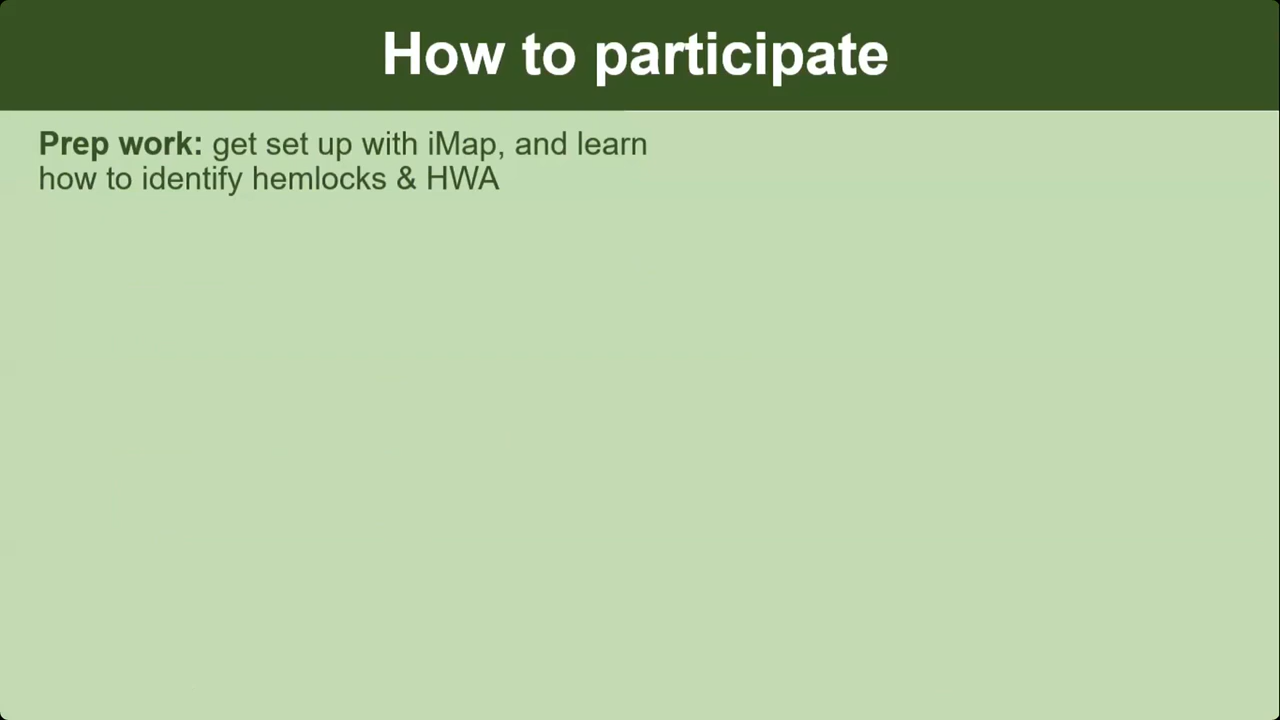 How to participate
Prep work: get set up with iMap, and learn
how to identify hemlocks & HWA